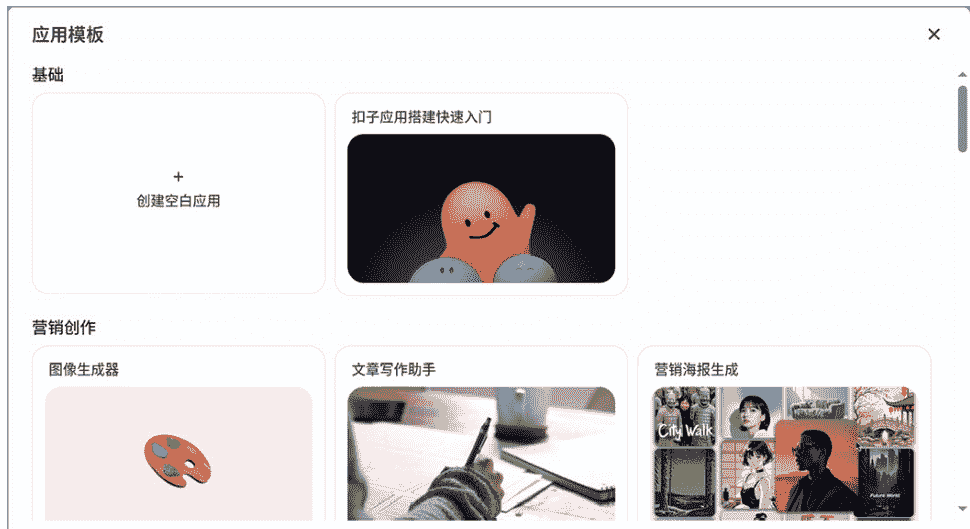 应用模板
基础
+
创建空白应用
扣子应用搭建快速入门
营销创作
图像生成器
文章写作助手
营销海报生成
City Walk
Future World